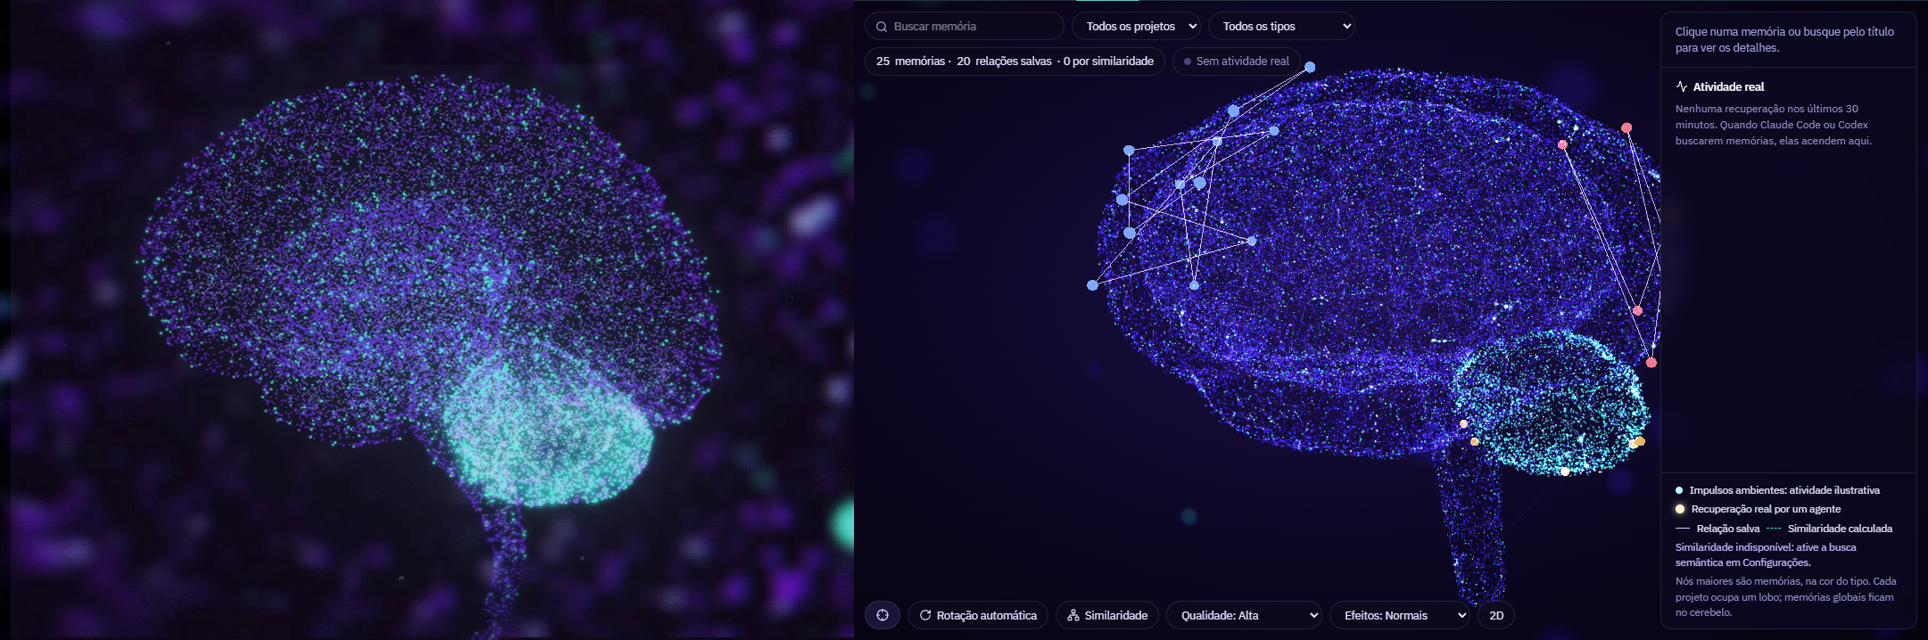 Buscar memória
Todos os projetos
Todos os tipos
25 memórias · 20 relações salvas · 0 por similaridade
Sem atividade real
Clique numa memória ou busque pelo título
para ver os detalhes.
Atividade real
Nenhuma recuperação nos últimos 30
minutos. Quando Claude Code ou Codex
buscarem memórias, elas acendem aqui.
Impulsos ambientes: atividade ilustrativa
Recuperação real por um agente
Relação salva
Similaridade calculada
Similaridade indisponível: ative a busca
semântica em Configurações.
Nós maiores são memórias, na cor do tipo. Cada
projeto ocupa um lobo; memórias globais ficam
no cerebelo.
Rotação automática
Similaridade
Qualidade: Alta
Efeitos: Normais
2D